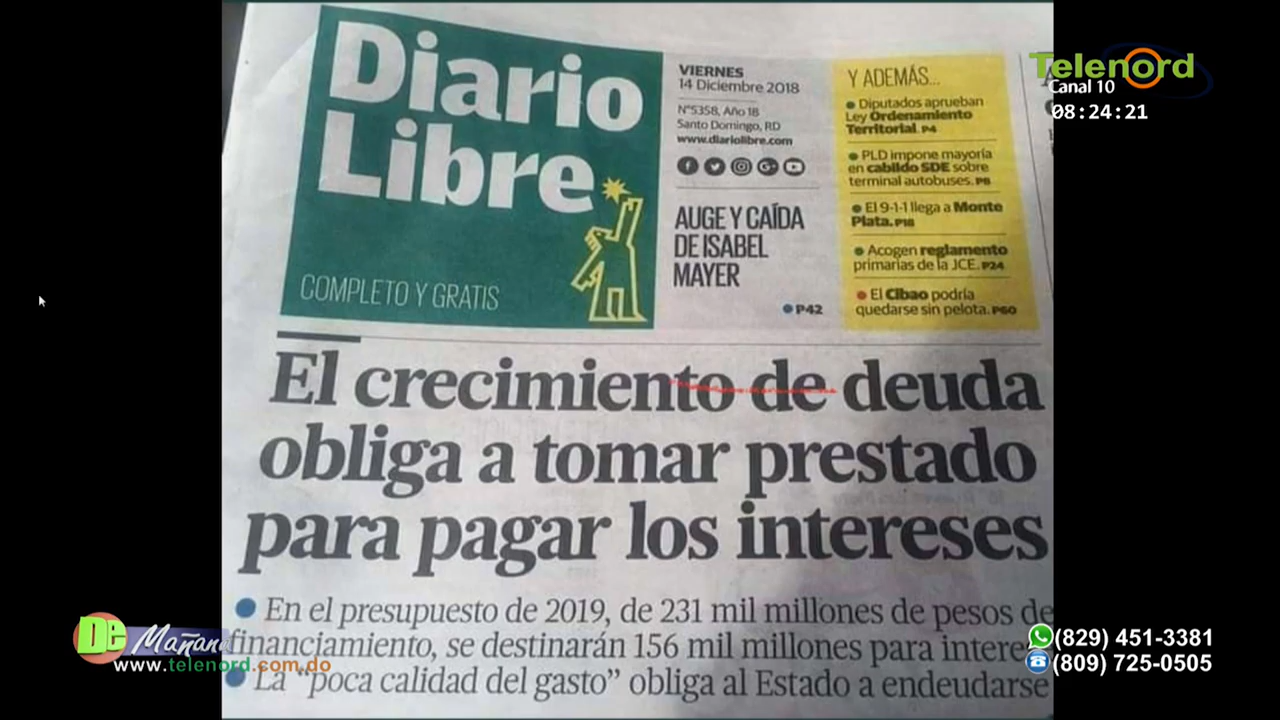 Diario
Libre
COMPLETO Y GRATIS
VIERNES
14 Diciembre 2018
N°5358, Año 18
Santo Domingo, RD
www.diariolibre.com
AUGE Y CAÍDA
DE ISABEL
MAYER
P42
Y ADEMÁS...
Diputados aprueban
Ley Ordenamiento
Territorial. P4
PLD impone mayoría
en cabildo SDE sobre
terminal autobuses. P8
El 9-1-1 llega a Monte
Plata. P18
Acogen reglamento
primarias de la JCE. P24
El Cibao podría
quedarse sin pelota. P60
Telenord
Canal 10
08:24:21
El crecimiento de deuda
obliga a tomar prestado
para pagar los intereses
En el presupuesto de 2019, de 231 mil millones de pesos de
financiamiento, se destinarán 156 mil millones para
La “poca calidad del gasto” obliga al Estado a endeudarse
De Mañana
www.telenord.com.do
(829) 451-3381
(809) 725-0505